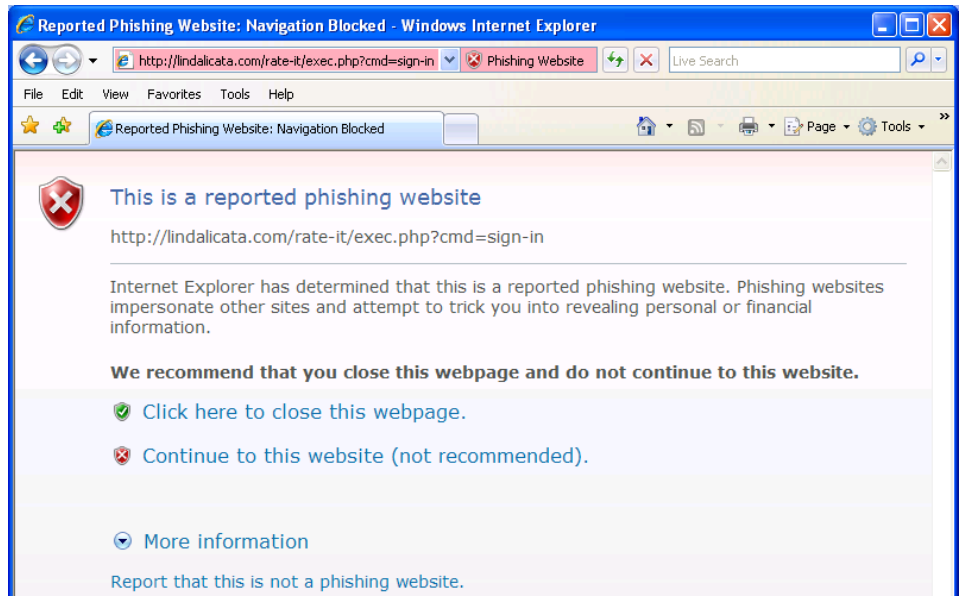 Reported Phishing Website: Navigation Blocked - Windows Internet Explorer
http://lindalicata.com/rate-it/exec.php?cmd=sign-in Phishing Website Live Search
File Edit View Favorites Tools Help
Reported Phishing Website: Navigation Blocked Page Tools »
This is a reported phishing website
http://lindalicata.com/rate-it/exec.php?cmd=sign-in
Internet Explorer has determined that this is a reported phishing website. Phishing websites
impersonate other sites and attempt to trick you into revealing personal or financial
information.
We recommend that you close this webpage and do not continue to this website.
Click here to close this webpage.
Continue to this website (not recommended).
More information
Report that this is not a phishing website.